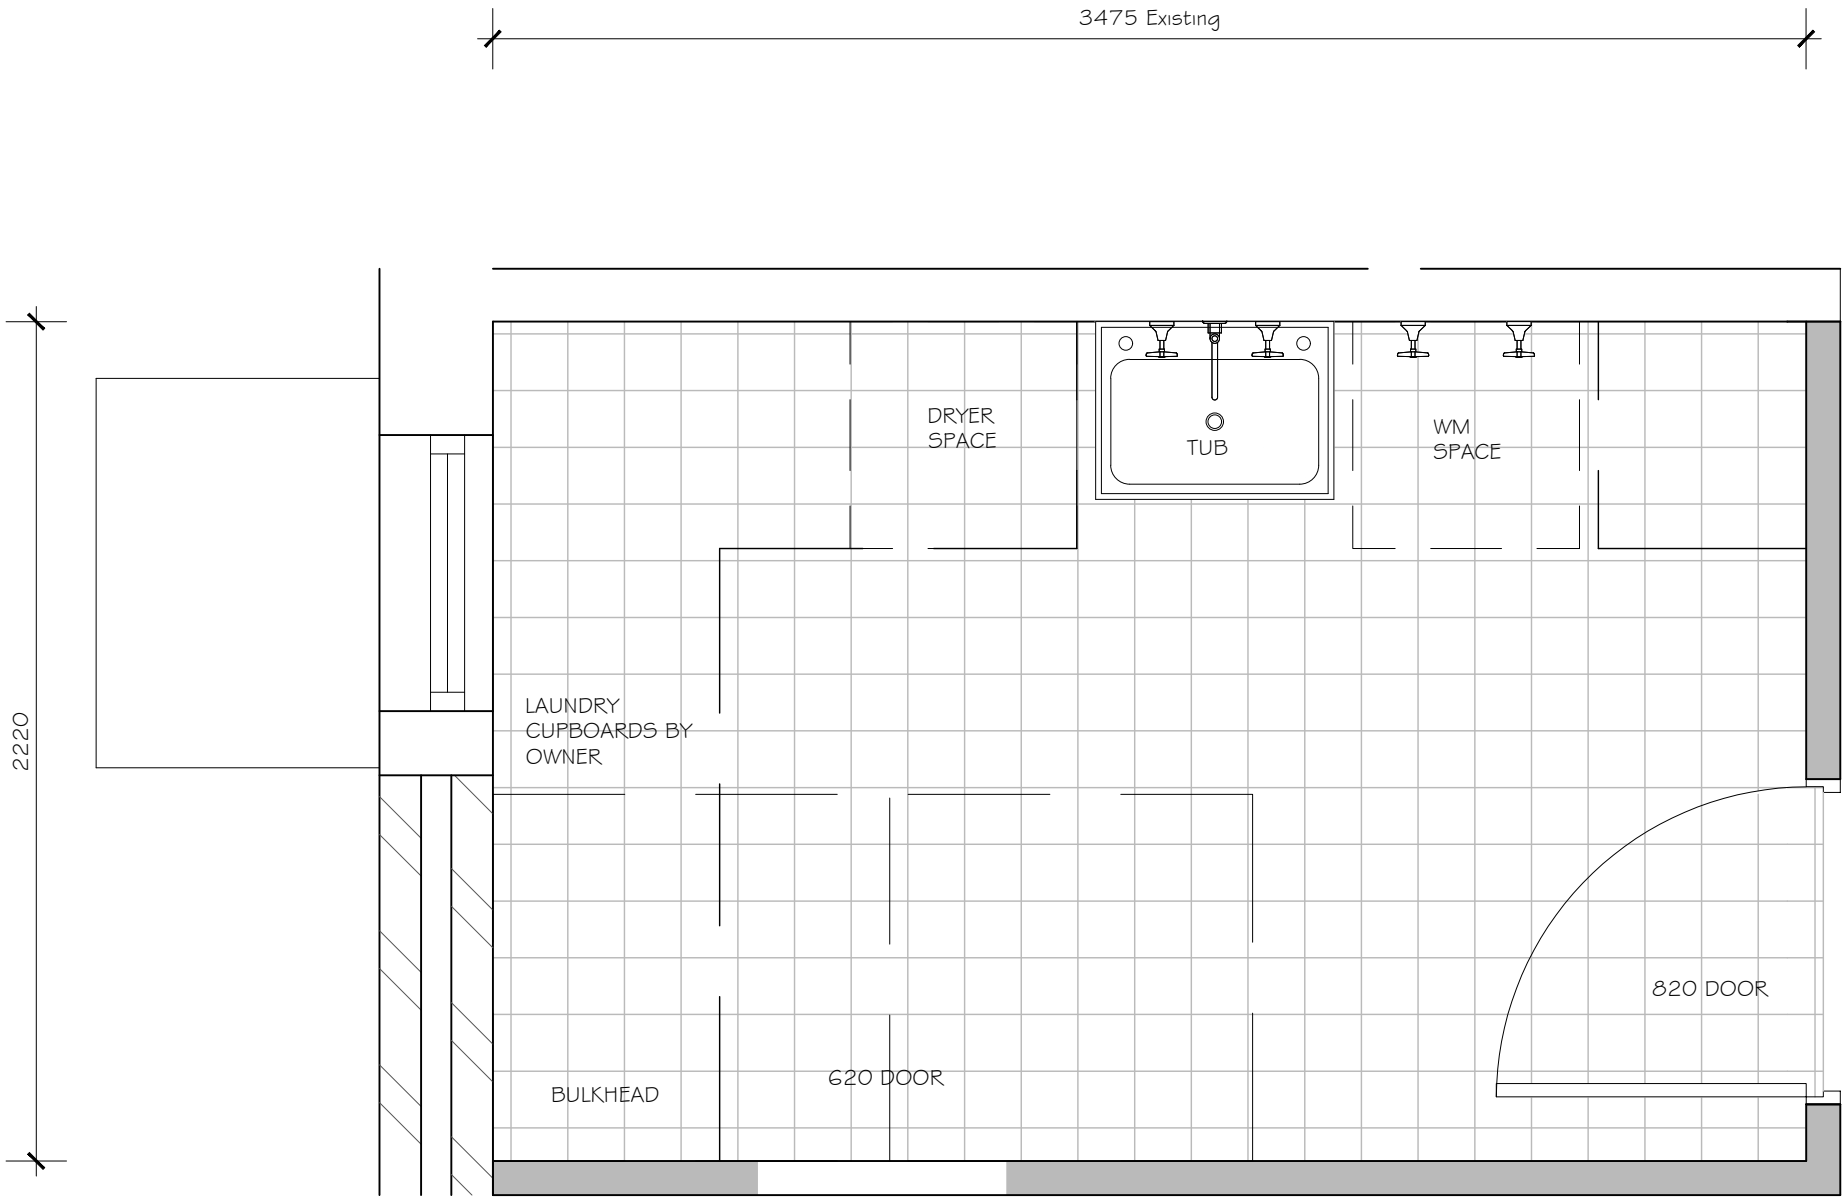 3475 Existing
DRYER
SPACE
TUB
WM
SPACE
2220
LAUNDRY
CUPBOARDS BY
OWNER
820 DOOR
620 DOOR
BULKHEAD